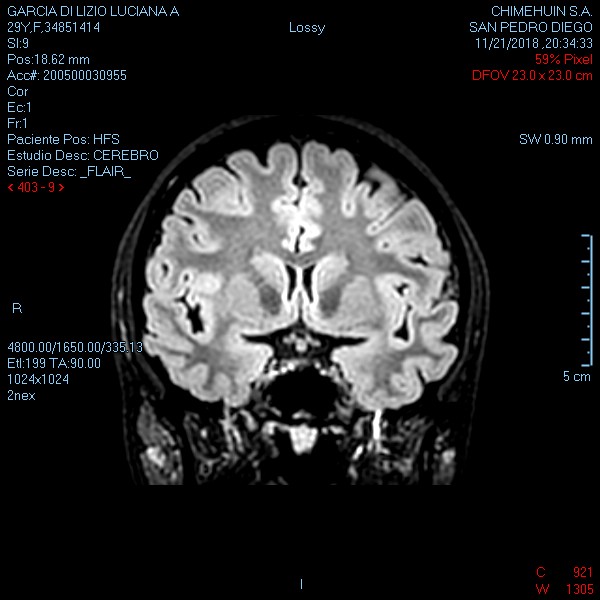 GARCIA DI LIZIO LUCIANA A
29Y,F,34851414
Sl:9
Pos:18.62 mm
Acc#: 200500030955
Cor
Ec:1
Fr:1
Paciente Pos: HFS
Estudio Desc: CEREBRO
Serie Desc: _FLAIR_
< 403 - 9 >
Lossy
CHIMEHUIN S.A.
SAN PEDRO DIEGO
11/21/2018 ,20:34:33
59% Pixel
DFOV 23.0 x 23.0 cm
SW 0.90 mm
R
4800.00/1650.00/335.13
Etl:199 TA:90.00
1024x1024
2nex
5 cm
I
C 921
W 1305